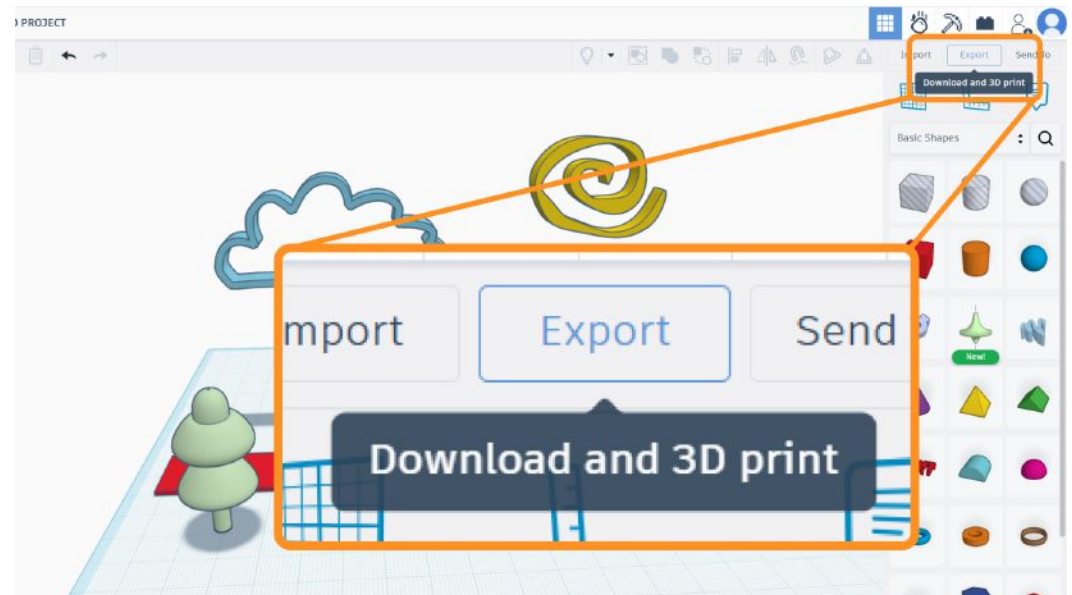 PROJECT
Import Export Send To
Download and 3D print
Basic Shapes
New!
mport Export Send
Download and 3D print